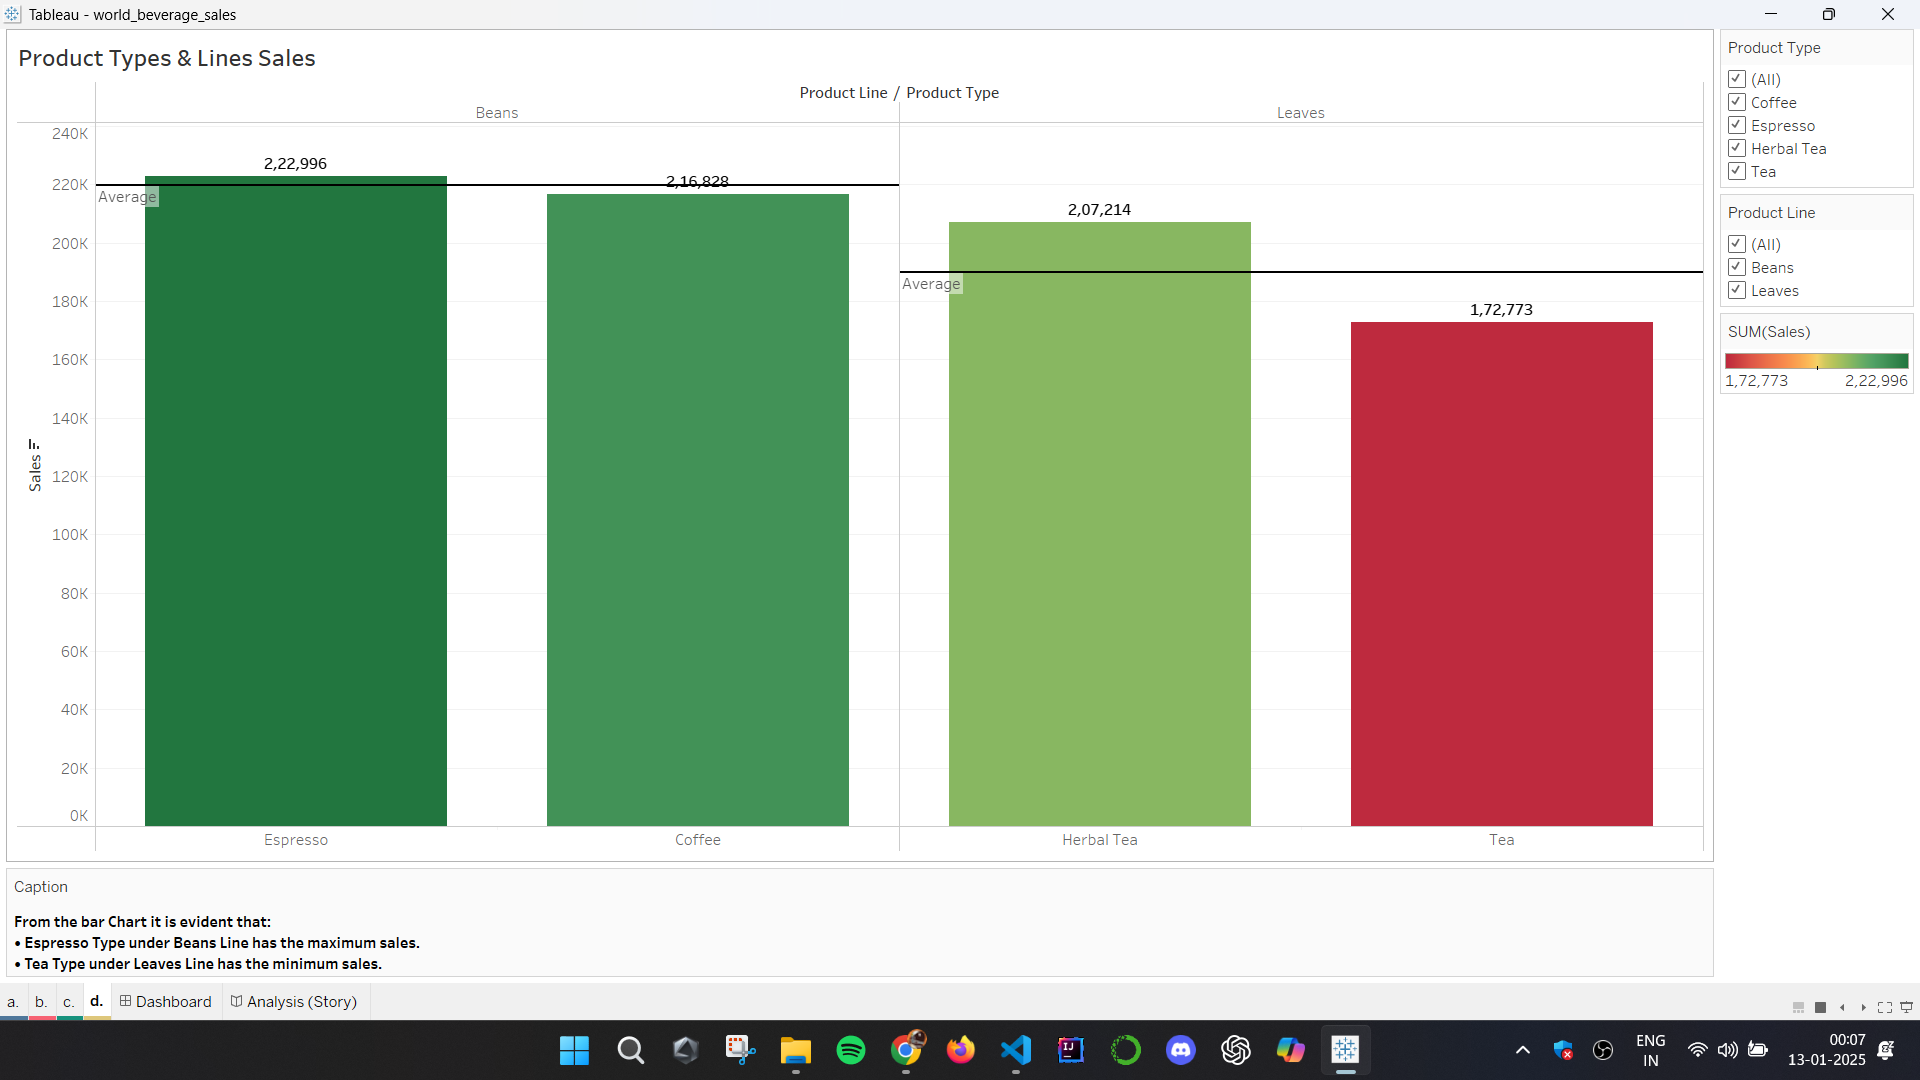 Tableau - world_beverage_sales
Product Types & Lines Sales
Product Line / Product Type
Beans
Leaves
240K
220K
200K
180K
160K
140K
120K
100K
80K
60K
40K
20K
0K
Sales
2,22,996
2,16,828
2,07,214
1,72,773
Average
Average
Espresso
Coffee
Herbal Tea
Tea
Product Type
(All)
Coffee
Espresso
Herbal Tea
Tea
Product Line
(All)
Beans
Leaves
SUM(Sales)
1,72,773 2,22,996
Caption
From the bar Chart it is evident that:
• Espresso Type under Beans Line has the maximum sales.
• Tea Type under Leaves Line has the minimum sales.
a. b. c. d. Dashboard Analysis (Story)
IJ
ENG
IN
00:07
13-01-2025